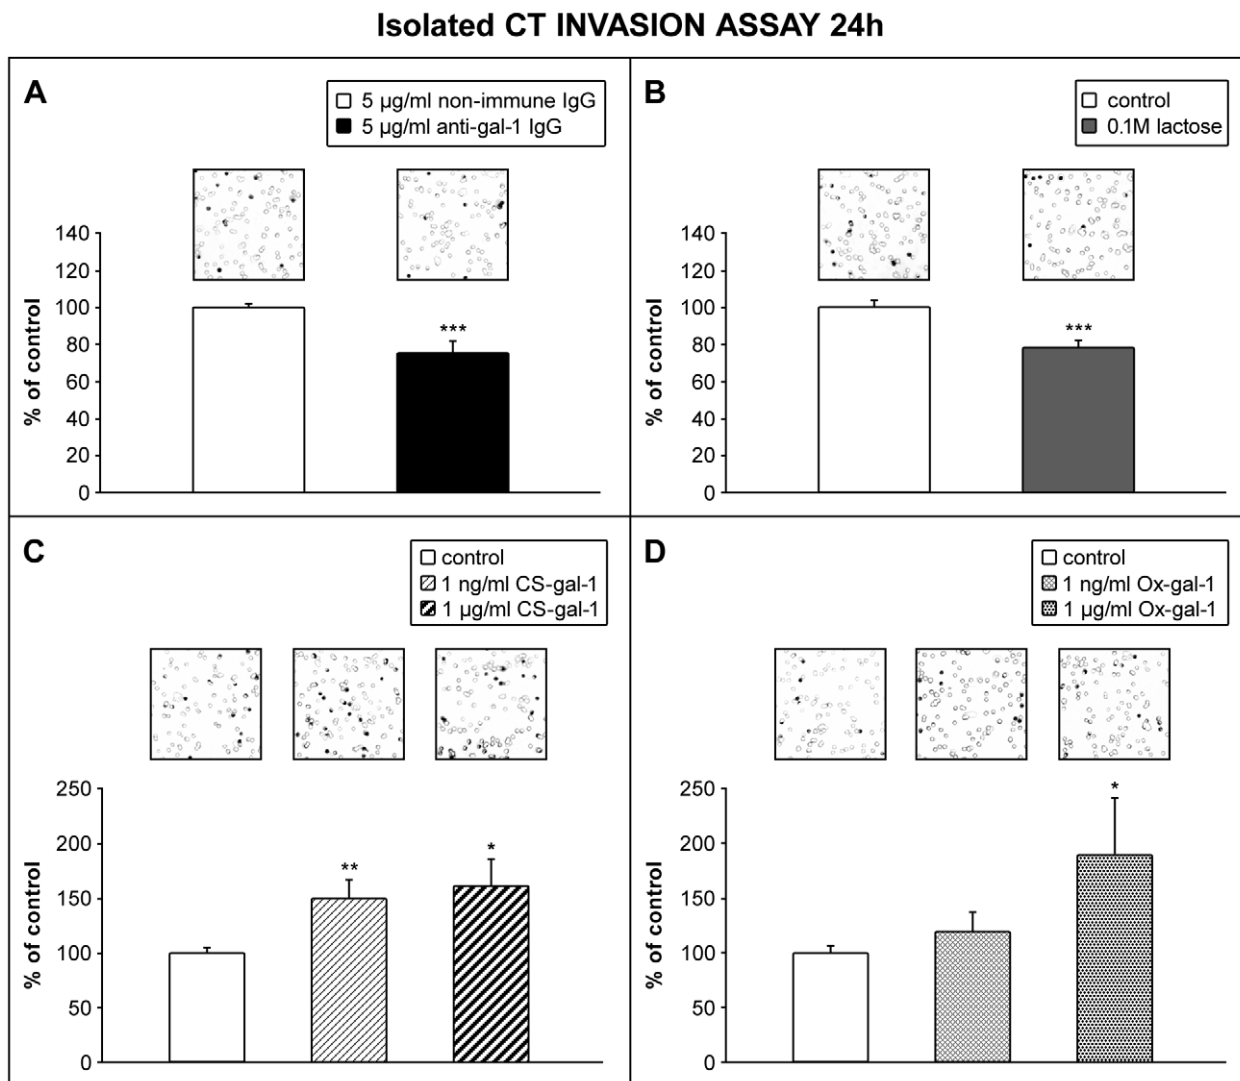 Isolated CT INVASION ASSAY 24h
A
5 µg/ml non-immune IgG
5 µg/ml anti-gal-1 IgG
% of control
140
120
100
80
60
40
20
0
***
B
control
0.1M lactose
% of control
140
120
100
80
60
40
20
0
***
C
control
1 ng/ml CS-gal-1
1 µg/ml CS-gal-1
% of control
250
200
150
100
50
0
**
*
D
control
1 ng/ml Ox-gal-1
1 µg/ml Ox-gal-1
% of control
250
200
150
100
50
0
*